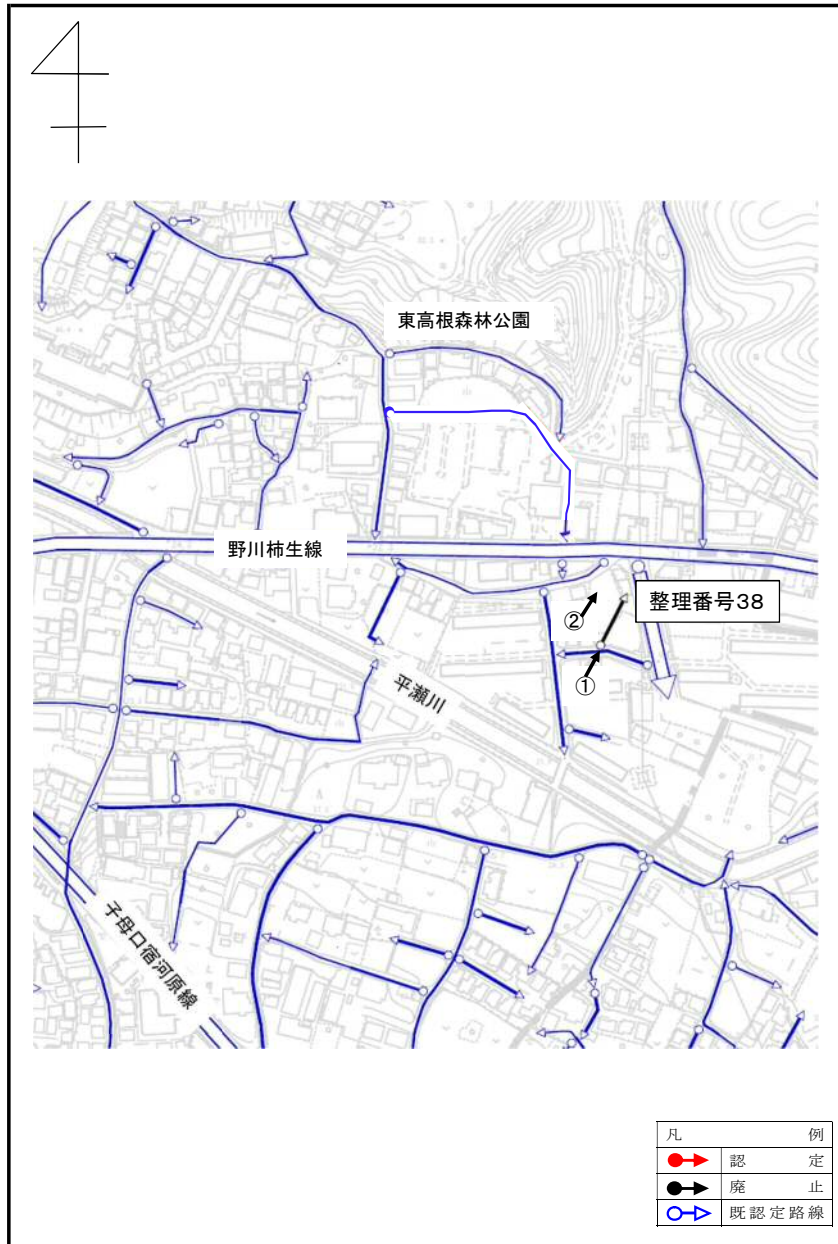 東高根森林公園
野川柿生線
整理番号38
②
①
平瀬川
子母口宿河原線
凡 例
認 定
廃 止
既認定路線